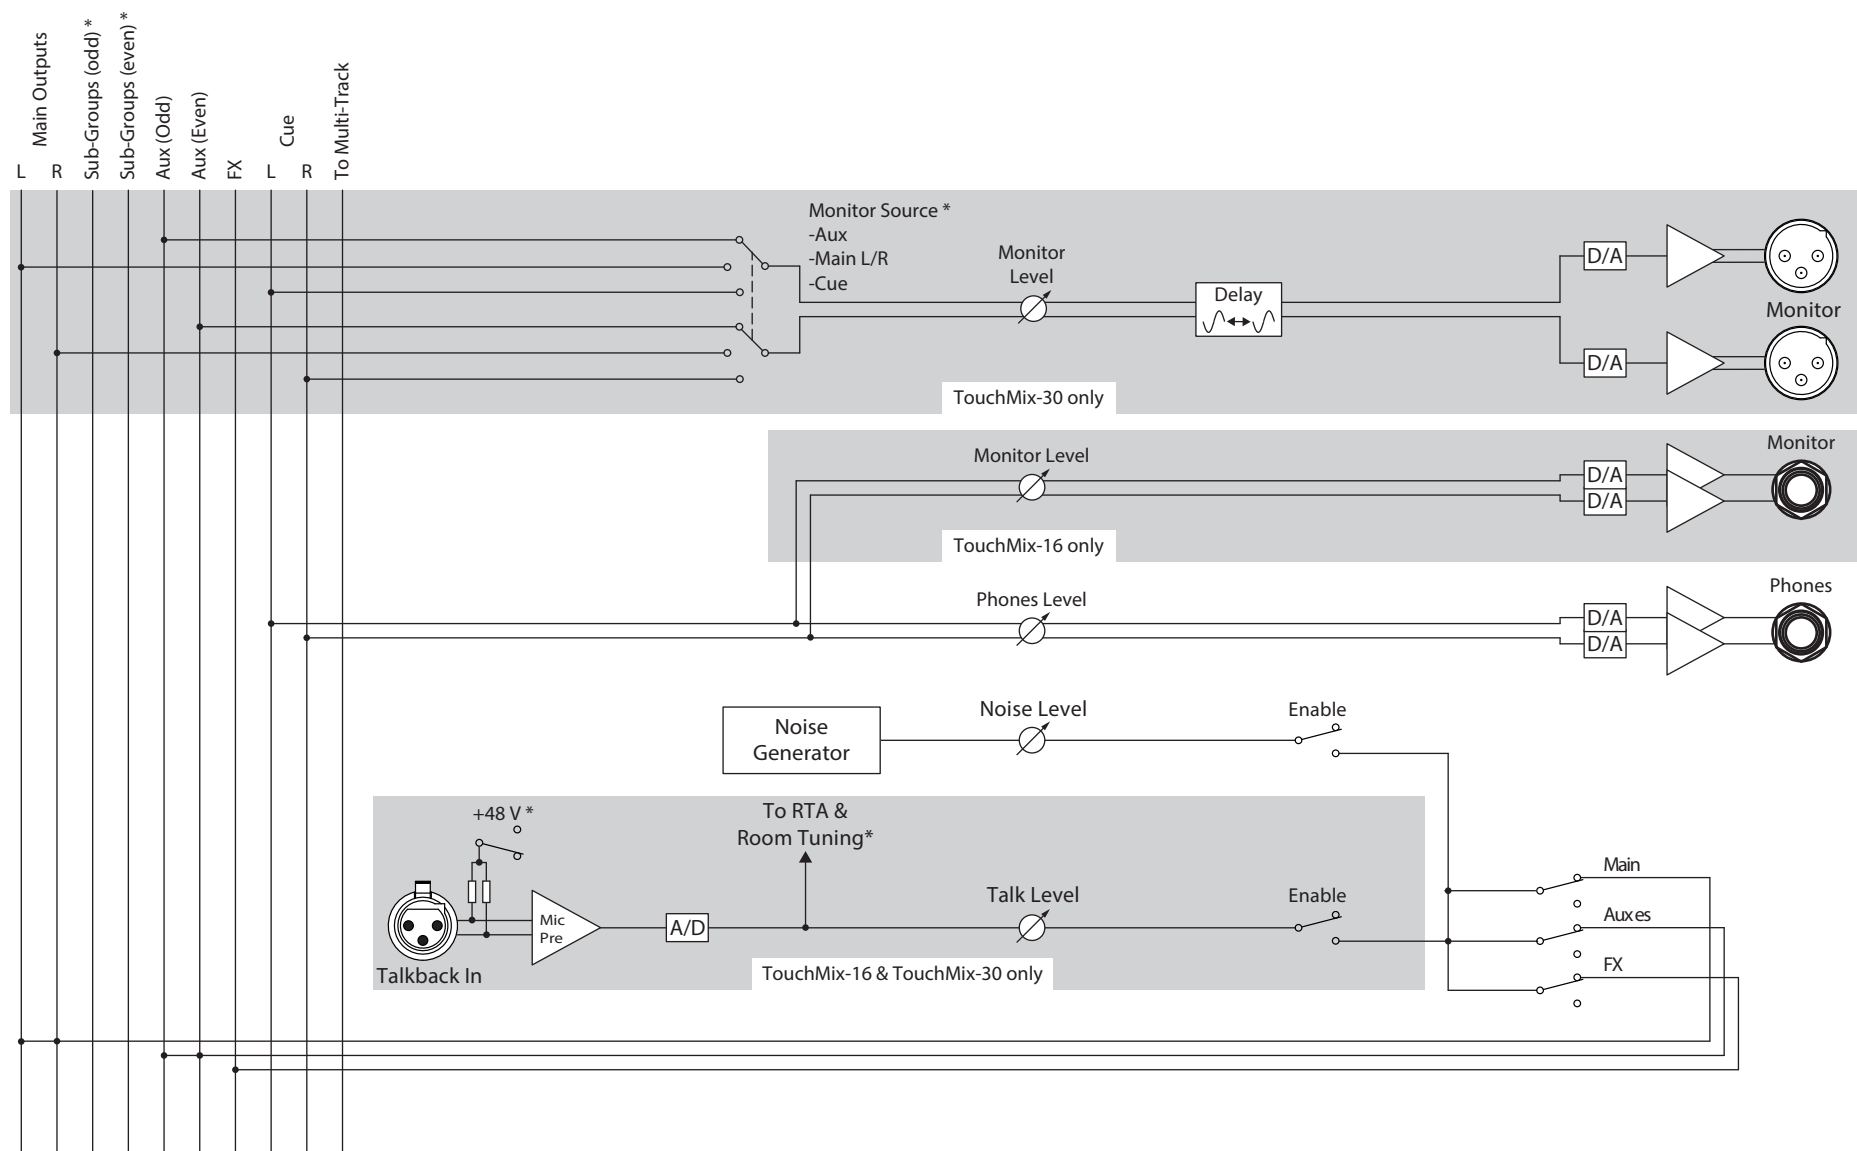 Main Outputs
L
R
Sub-Groups (odd) *
Sub-Groups (even) *
Aux (Odd)
Aux (Even)
FX
Cue
L
R
To Multi-Track
Monitor Source *
-Aux
-Main L/R
-Cue
Monitor
Level
Delay
D/A
D/A
Monitor
TouchMix-30 only
Monitor Level
D/A
D/A
Monitor
TouchMix-16 only
Phones Level
D/A
D/A
Phones
Noise
Generator
Noise Level
Enable
+48 V *
Talkback In
Mic
Pre
A/D
To RTA &
Room Tuning*
Talk Level
Enable
TouchMix-16 & TouchMix-30 only
Main
Auxes
FX